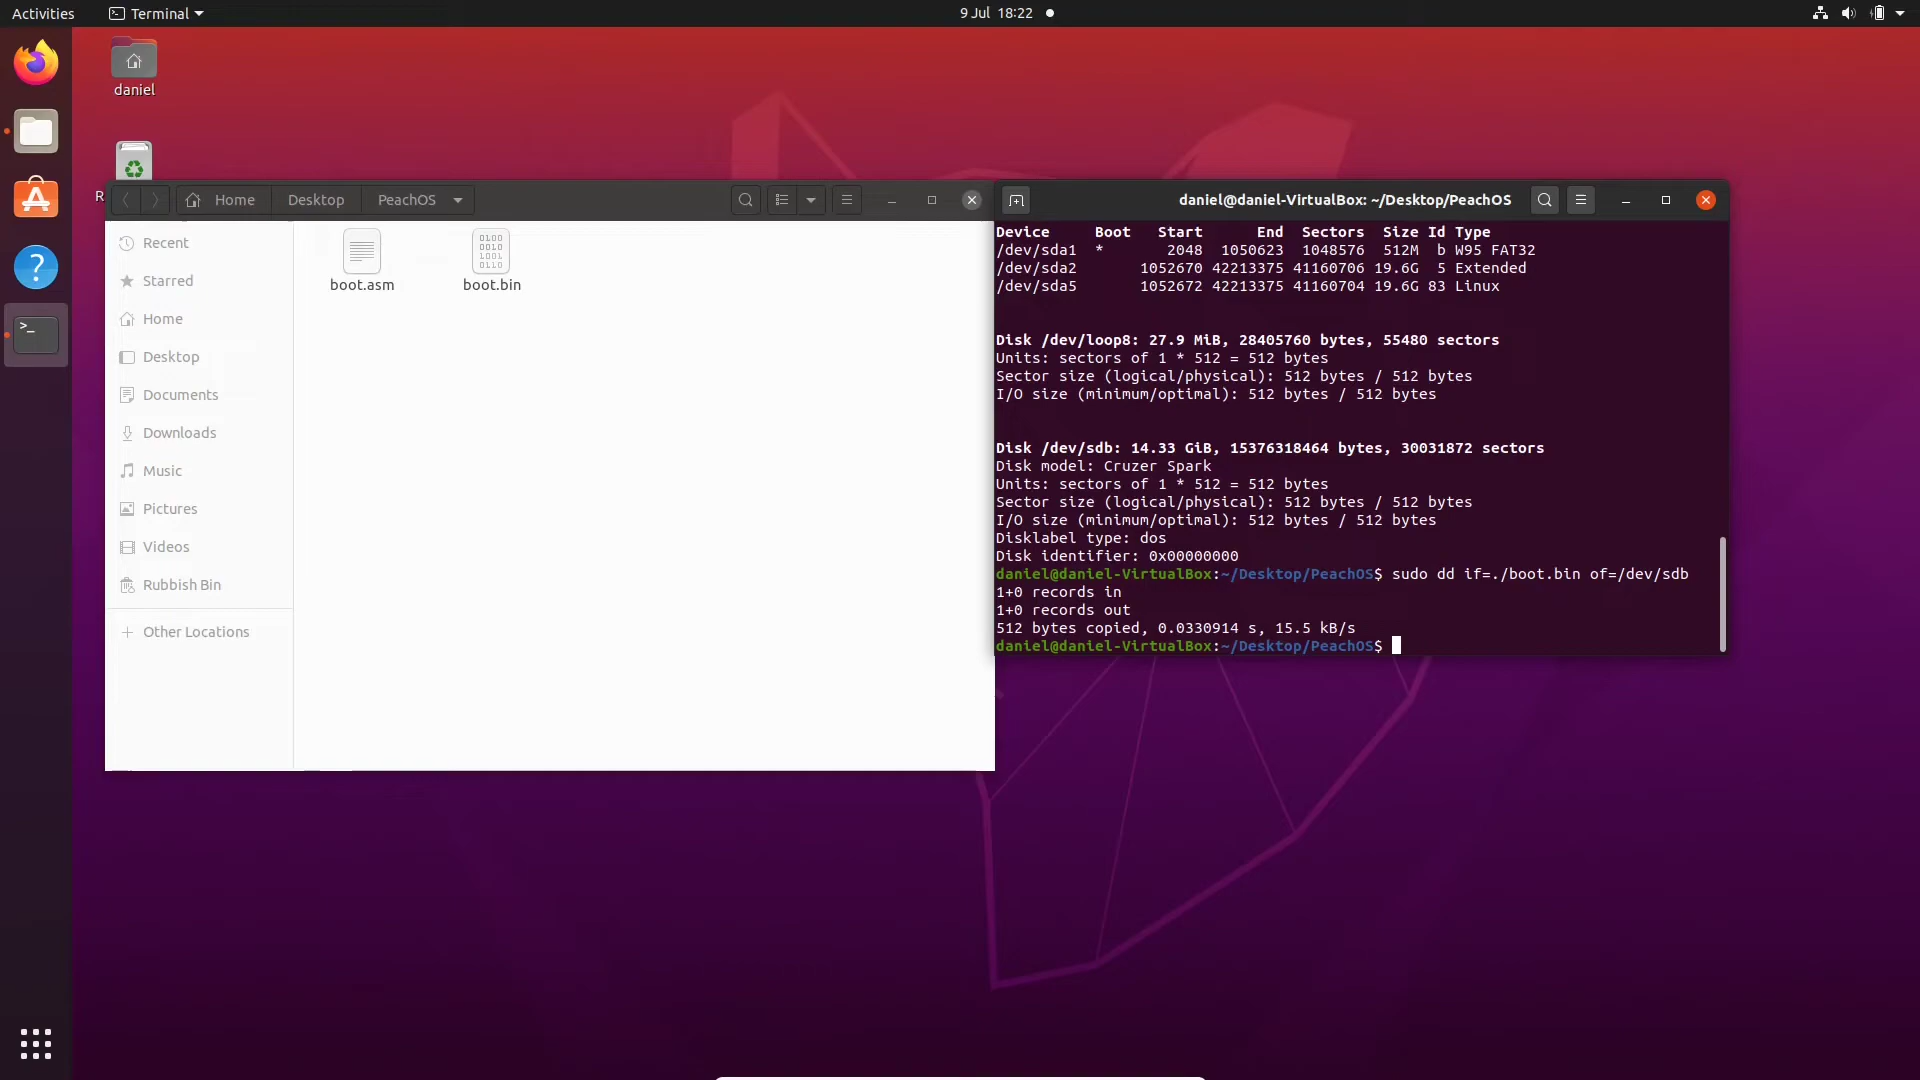 Activities
Terminal
9 Jul 18:22
daniel
R
Home
Desktop
PeachOS
Recent
Starred
Home
Desktop
Documents
Downloads
Music
Pictures
Videos
Rubbish Bin
Other Locations
boot.asm
0100
0010
1001
0110
boot.bin
daniel@daniel-VirtualBox: ~/Desktop/PeachOS
Device     Boot   Start      End  Sectors  Size Id Type
/dev/sda1  *       2048  1050623  1048576  512M  b W95 FAT32
/dev/sda2       1052670 42213375 41160706 19.6G  5 Extended
/dev/sda5       1052672 42213375 41160704 19.6G 83 Linux
Disk /dev/loop8: 27.9 MiB, 28405760 bytes, 55480 sectors
Units: sectors of 1 * 512 = 512 bytes
Sector size (logical/physical): 512 bytes / 512 bytes
I/O size (minimum/optimal): 512 bytes / 512 bytes
Disk /dev/sdb: 14.33 GiB, 15376318464 bytes, 30031872 sectors
Disk model: Cruzer Spark
Units: sectors of 1 * 512 = 512 bytes
Sector size (logical/physical): 512 bytes / 512 bytes
I/O size (minimum/optimal): 512 bytes / 512 bytes
Disklabel type: dos
Disk identifier: 0x00000000
daniel@daniel-VirtualBox:~/Desktop/PeachOS$ sudo dd if=./boot.bin of=/dev/sdb
1+0 records in
1+0 records out
512 bytes copied, 0.0330914 s, 15.5 kB/s
daniel@daniel-VirtualBox:~/Desktop/PeachOS$